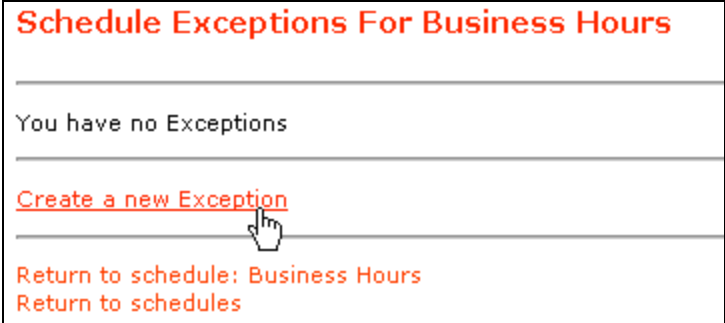 Schedule Exceptions For Business Hours
You have no Exceptions
Create a new Exception
Return to schedule: Business Hours
Return to schedules